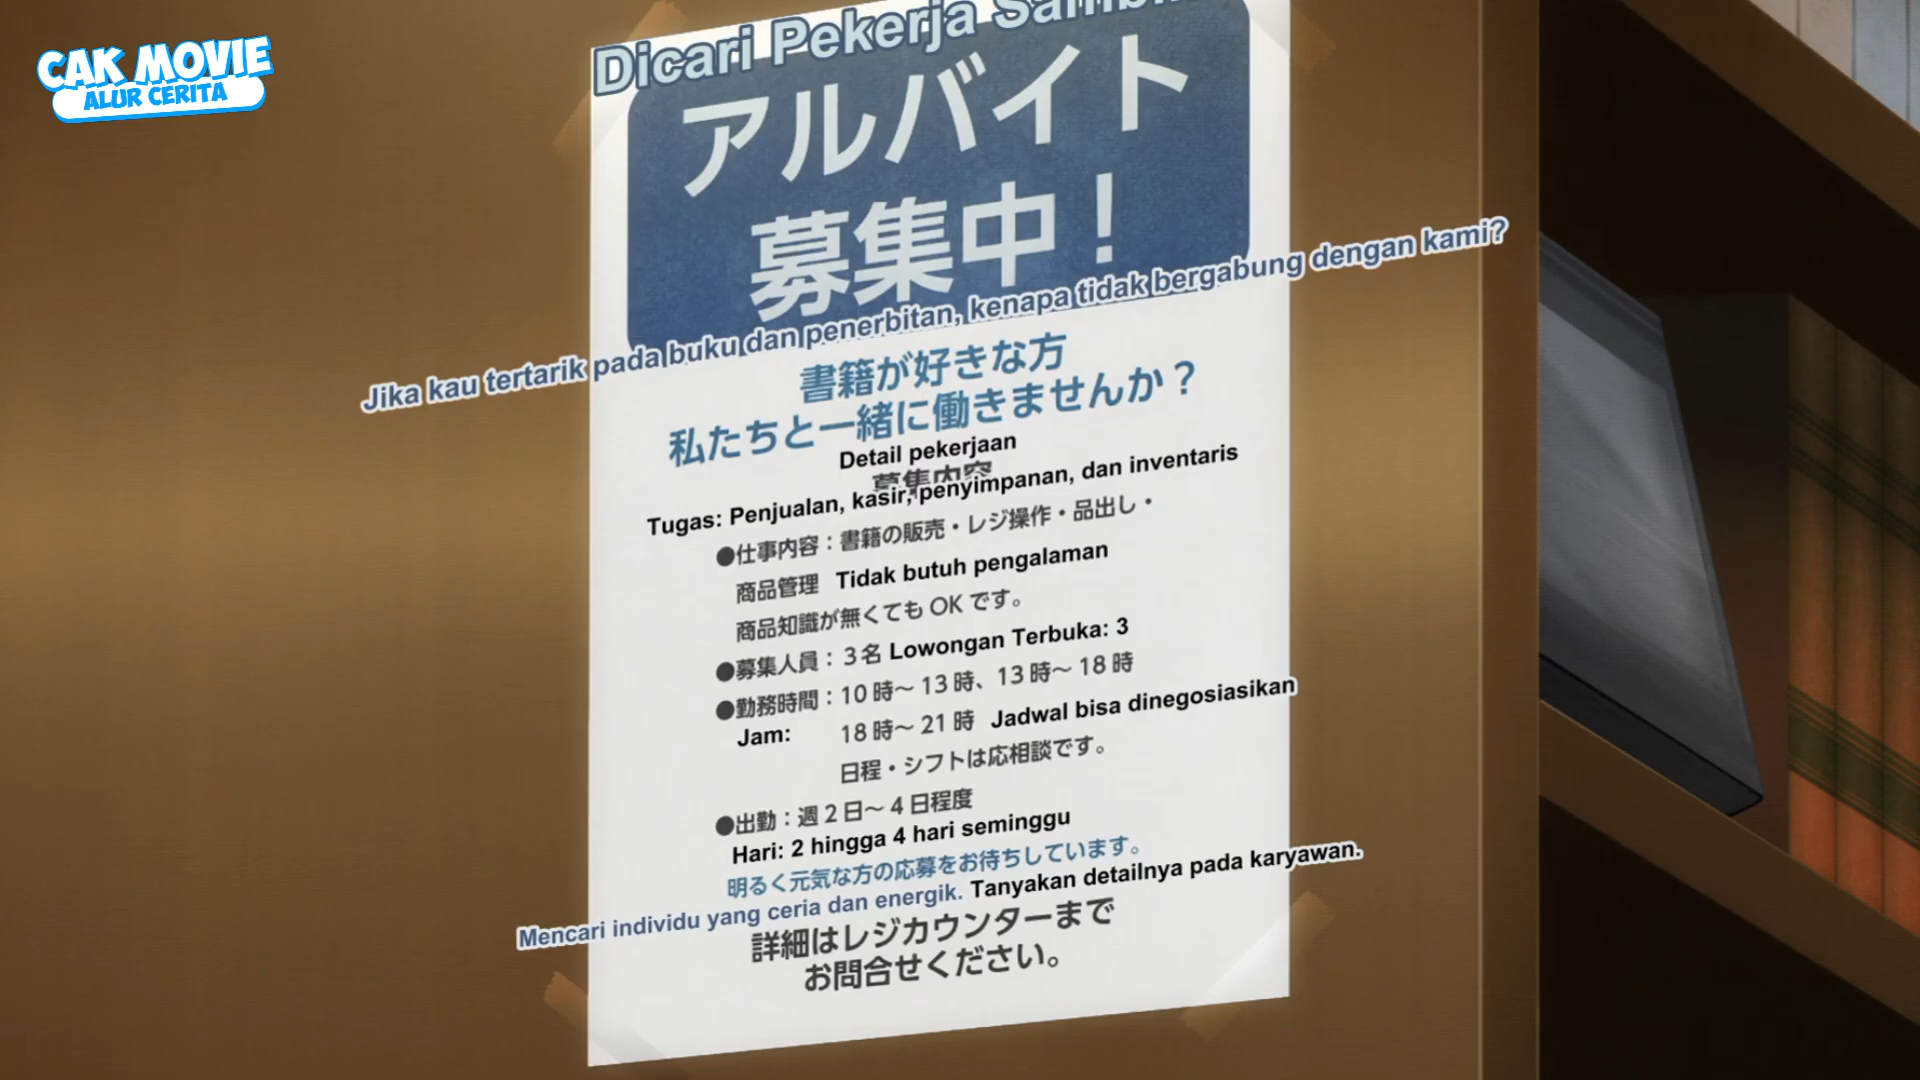 CAK MOVIE
ALUR CERITA
Dicari Pekerja
アルバイト
募集中！
Jika kau tertarik pada buku dan penerbitan, kenapa tidak bergabung dengan kami?
書籍が好きな方
私たちと一緒に働きませんか？
Detail pekerjaan
募集内容
Tugas: Penjualan, kasir, penyimpanan, dan inventaris
●仕事内容：書籍の販売・レジ操作・品出し・
商品管理 Tidak butuh pengalaman
商品知識が無くても OK です。
●募集人員：３名 Lowongan Terbuka: 3
●勤務時間：10 時～ 13 時、13 時～ 18 時
Jam: 18 時～ 21 時 Jadwal bisa dinegosiasikan
日程・シフトは応相談です。
●出勤：週 2 日～ 4 日程度
Hari: 2 hingga 4 hari seminggu
明るく元気な方の応募をお待ちしています。
Mencari individu yang ceria dan energik. Tanyakan detailnya pada karyawan.
詳細はレジカウンターまで
お問合せください。